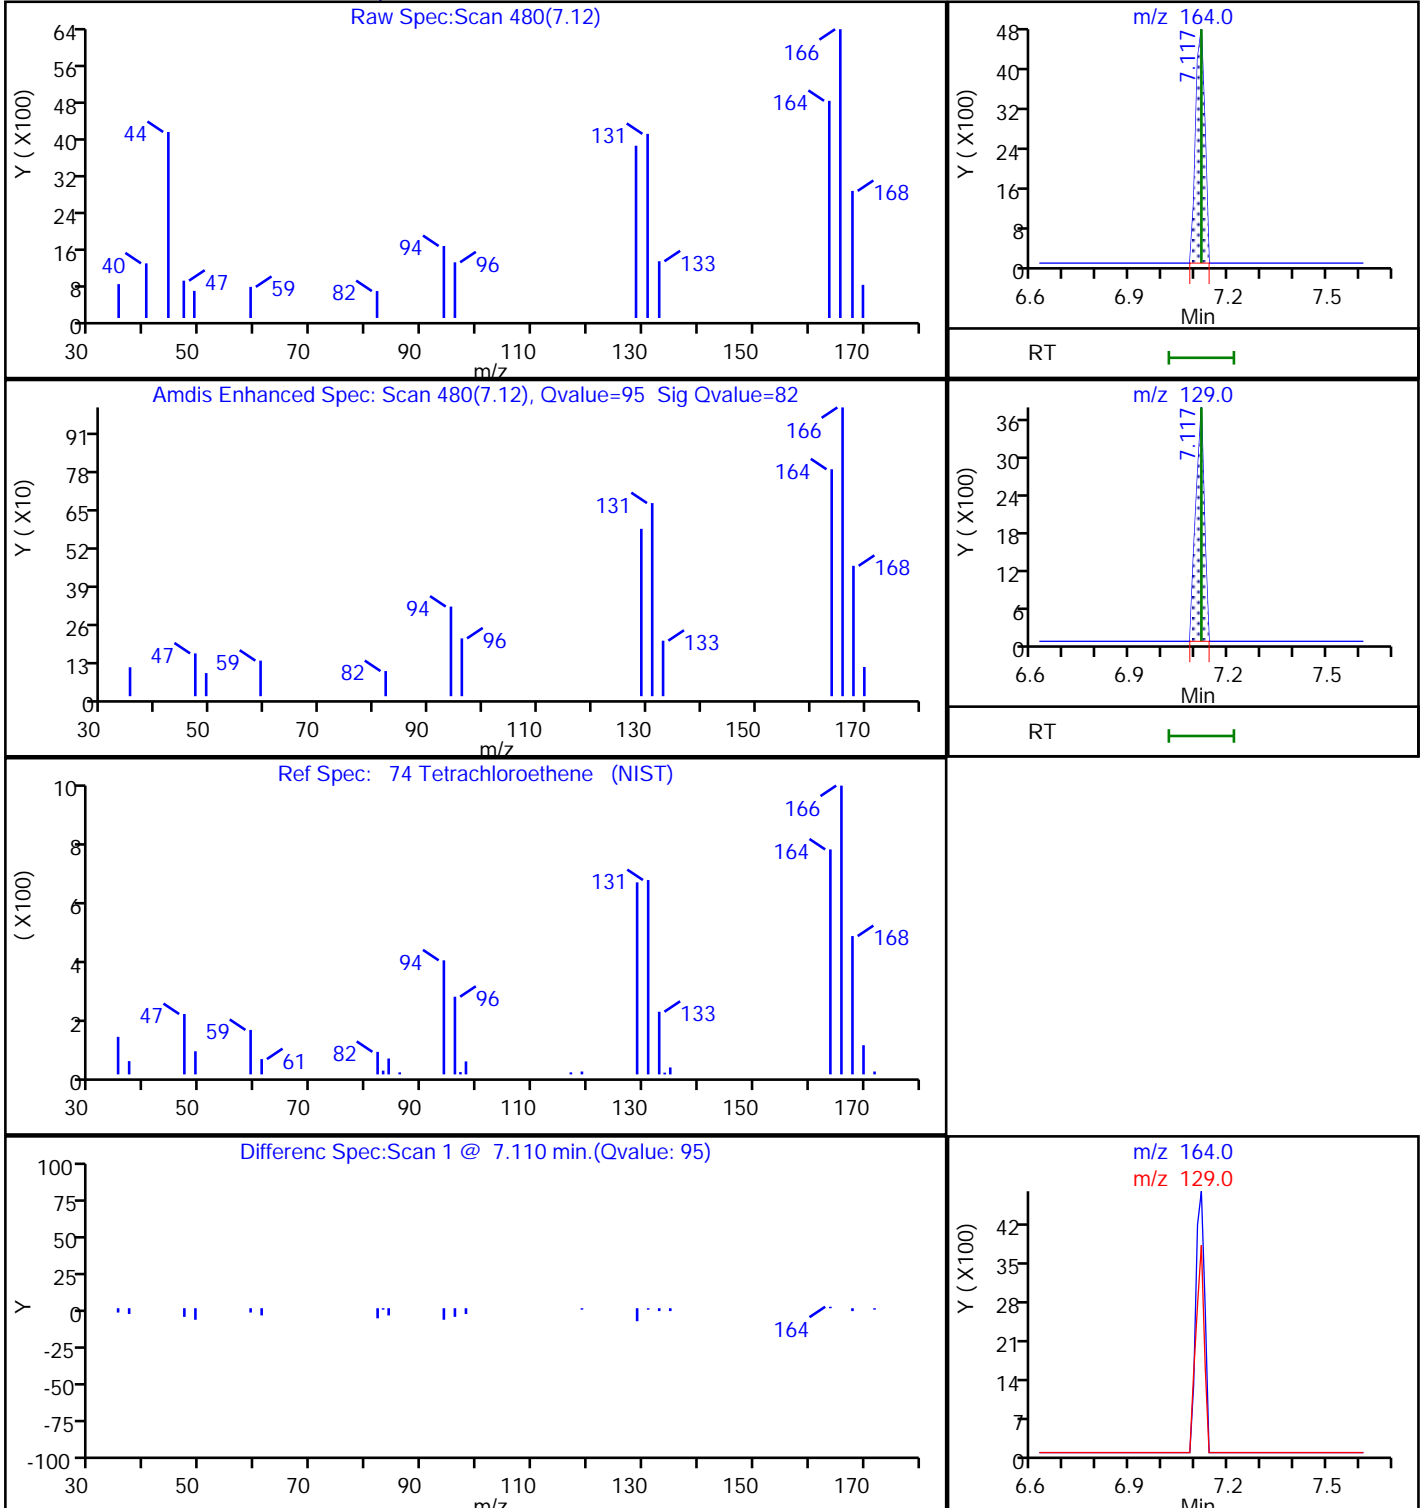 Raw Spec:Scan 480(7.12)
Y ( X100)
64
56
48
40
32
24
16
8
0
166
164
44
131
168
94
96
133
40
47
59
82
30 50 70 90 110 130 150 170
m/z
m/z 164.0
Y ( X100)
48
40
32
24
16
8
0
7.117
6.6 6.9 7.2 7.5
Min
RT
Amdis Enhanced Spec: Scan 480(7.12), Qvalue=95 Sig Qvalue=82
Y ( X10)
91
78
65
52
39
26
13
0
166
164
131
168
94
96
133
47
59
82
30 50 70 90 110 130 150 170
m/z
m/z 129.0
Y ( X100)
36
30
24
18
12
6
0
7.117
6.6 6.9 7.2 7.5
Min
RT
Ref Spec: 74 Tetrachloroethene (NIST)
( X100)
10
8
6
4
2
0
166
164
131
168
94
96
133
47
59
61
82
30 50 70 90 110 130 150 170
Differenc Spec:Scan 1 @ 7.110 min.(Qvalue: 95)
Y
100
75
50
25
0
-25
-50
-75
-100
164
30 50 70 90 110 130 150 170
m/z
m/z 164.0
m/z 129.0
Y ( X100)
42
35
28
21
14
7
0
6.6 6.9 7.2 7.5
Min